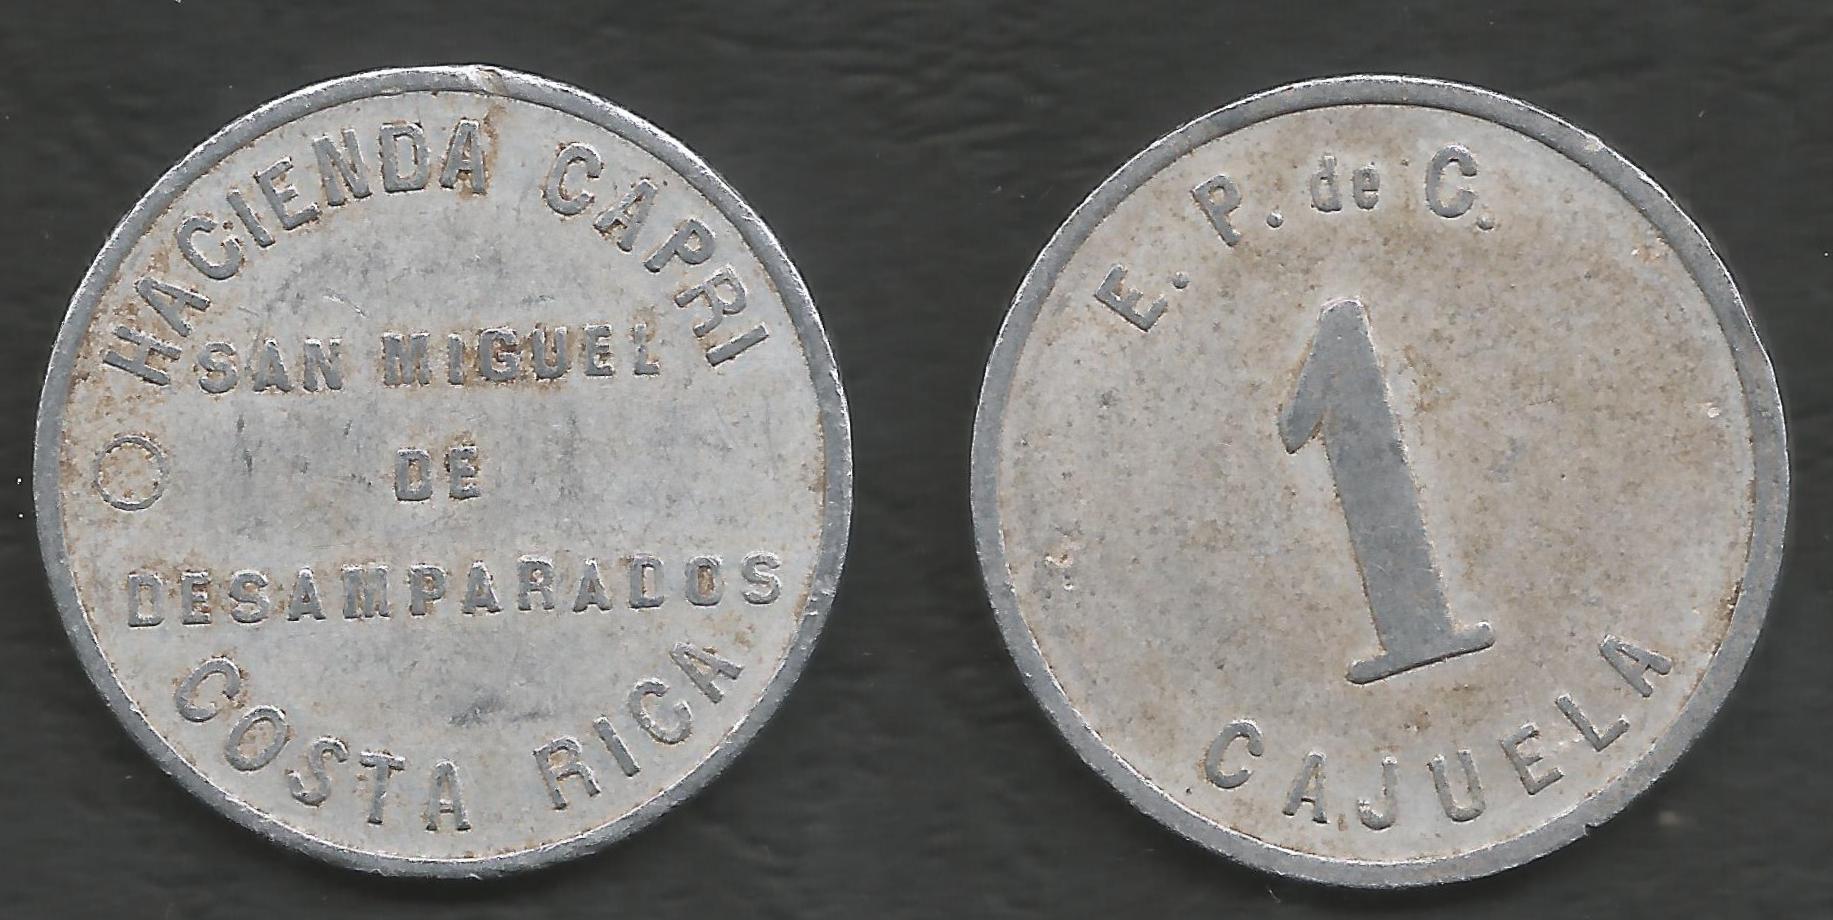 HACIENDA CAPRI
SAN MIGUEL
DE
DESAMPARADOS
COSTA RICA
E. P. de C.
1
CAJUELA